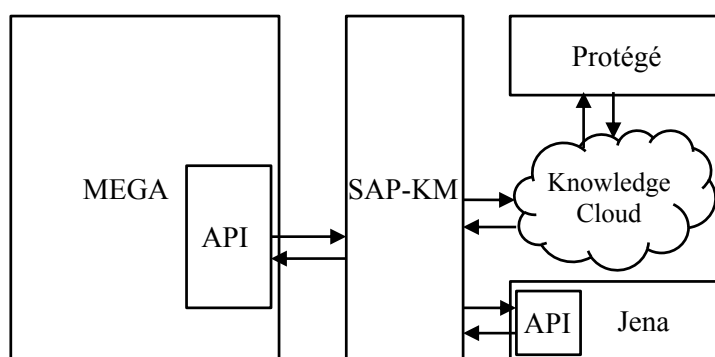 Protégé
MEGA
API
SAP-KM
Knowledge
Cloud
API
Jena